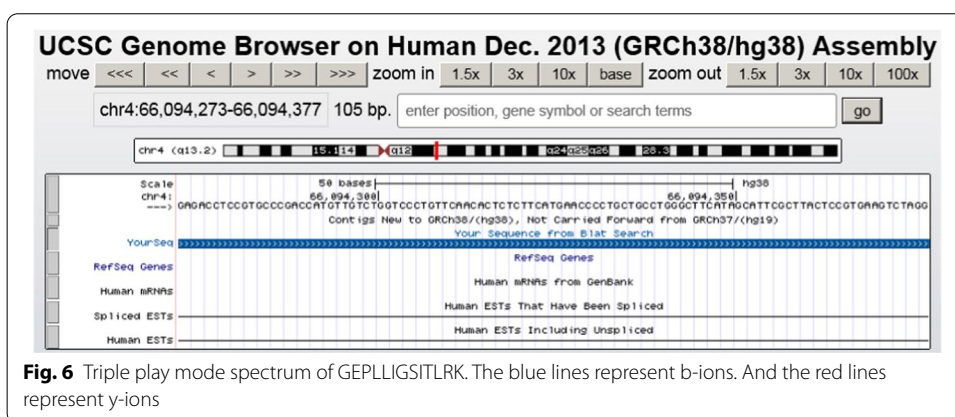 UCSC Genome Browser on Human Dec. 2013 (GRCh38/hg38) Assembly
move <<< << < > >> >>> zoom in 1.5x 3x 10x base zoom out 1.5x 3x 10x 100x
chr4:66,094,273-66,094,377 105 bp. enter position, gene symbol or search terms go
chr4 (q13.2) 15.1 14 q12 q24 q25 q26 28.3
Scale 50 bases hg38
chr4: 66,094,300 66,094,350
---> GAGACCTCCGTGCCCGACCATGTTGTCTGGTCCCTGTTCAACACTCTCTTCATGAACCCCTGCTGCCTGGGCTTCATAGCATTCGCTTACTCCGTGAAGTCTAGG
Contigs New to GRCh38/(hg38), Not Carried Forward from GRCh37/(hg19)
Your Sequence from Blat Search
YourSeq
RefSeq Genes
RefSeq Genes
Human mRNAs from GenBank
Human mRNAs
Human ESTs That Have Been Spliced
Spliced ESTs
Human ESTs Including Unspliced
Human ESTs
Fig. 6 Triple play mode spectrum of GEPLLIGSITLRK. The blue lines represent b-ions. And the red lines
represent y-ions